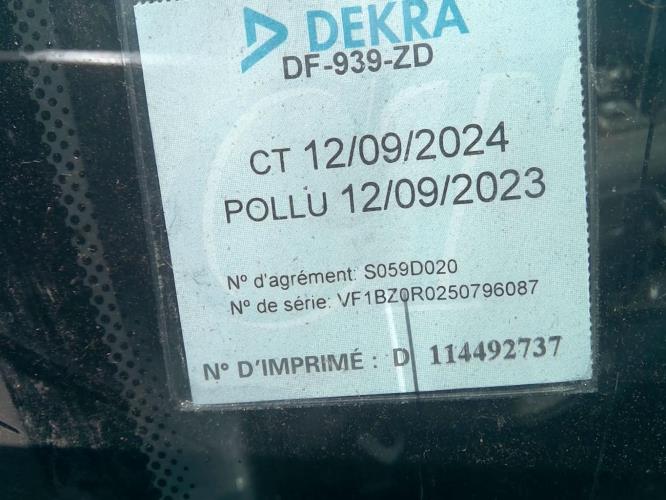 DEKRA
DF-939-ZD
CT 12/09/2024
POLLU 12/09/2023
N° d'agrément: S059D020
N° de série: VF1BZ0R0250796087
N° D'IMPRIMÉ : D 114492737